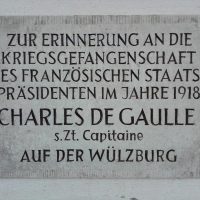 ZUR ERINNERUNG AN DIE
KRIEGSGEFANGENSCHAFT
DES FRANZÖSISCHEN STAATS
PRÄSIDENTEN IM JAHRE 1918
CHARLES DE GAULLE
s.Zt. Capitaine
AUF DER WÜLZBURG